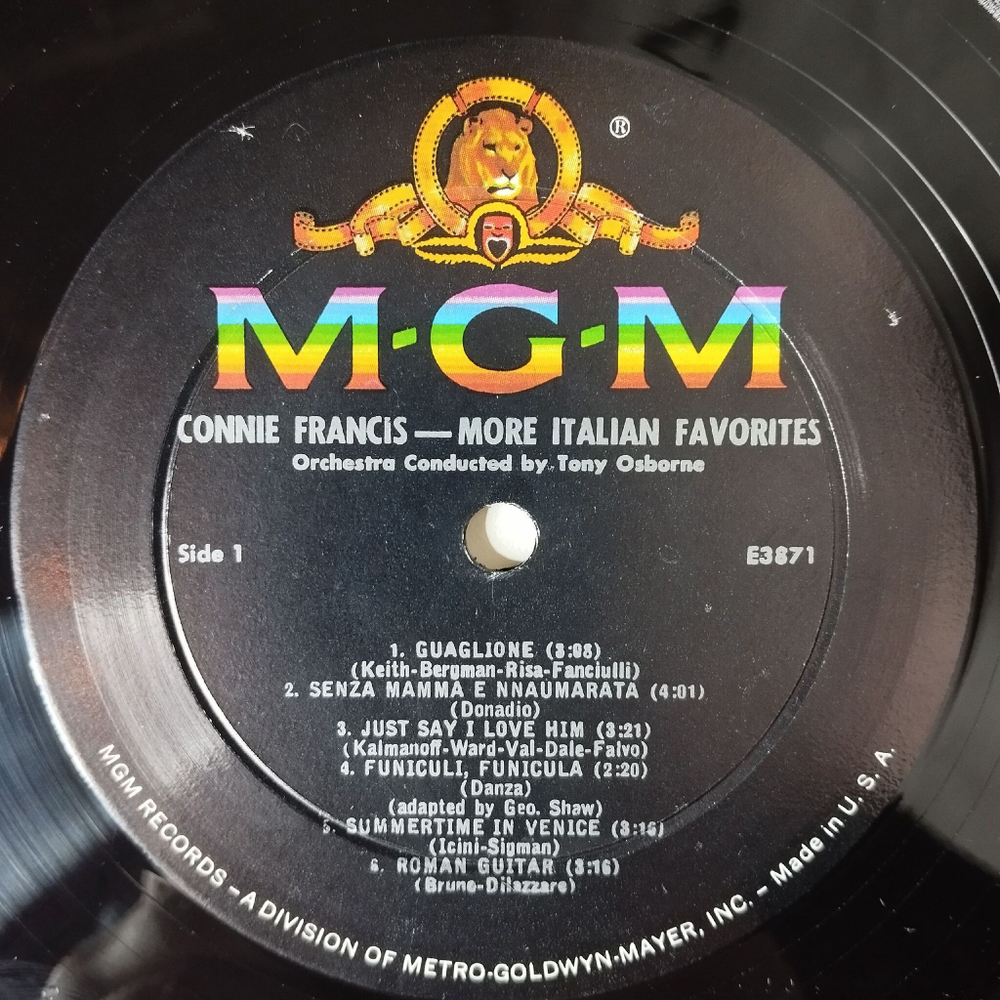 ®
M·G·M
CONNIE FRANCIS — MORE ITALIAN FAVORITES
Orchestra Conducted by Tony Osborne
Side 1
E3871
1. GUAGLIONE (3:08)
(Keith-Bergman-Risa-Fanciulli)
2. SENZA MAMMA E NNAUMARATA (4:01)
(Donadio)
3. JUST SAY I LOVE HIM (3:21)
(Kalmanoff-Ward-Val-Dale-Falvo)
4. FUNICULI, FUNICULA (2:20)
(Danza)
(adapted by Geo. Shaw)
5. SUMMERTIME IN VENICE (3:16)
(Icini-Sigman)
6. ROMAN GUITAR (3:16)
(Bruno-DiLazzare)
MGM RECORDS – A DIVISION OF METRO-GOLDWYN-MAYER, INC. – Made in U. S. A.